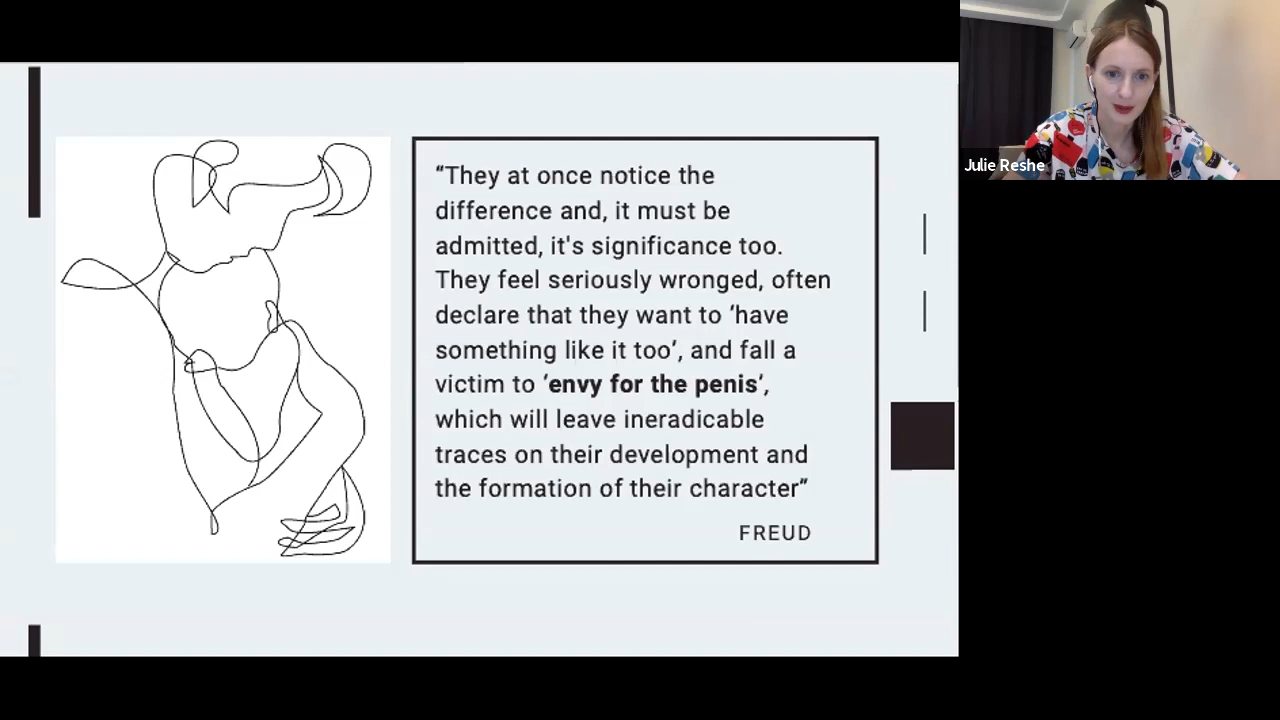 “They at once notice the
difference and, it must be
admitted, it's significance too.
They feel seriously wronged, often
declare that they want to ‘have
something like it too’, and fall a
victim to ‘envy for the penis’,
which will leave ineradicable
traces on their development and
the formation of their character”
FREUD
Julie Reshe